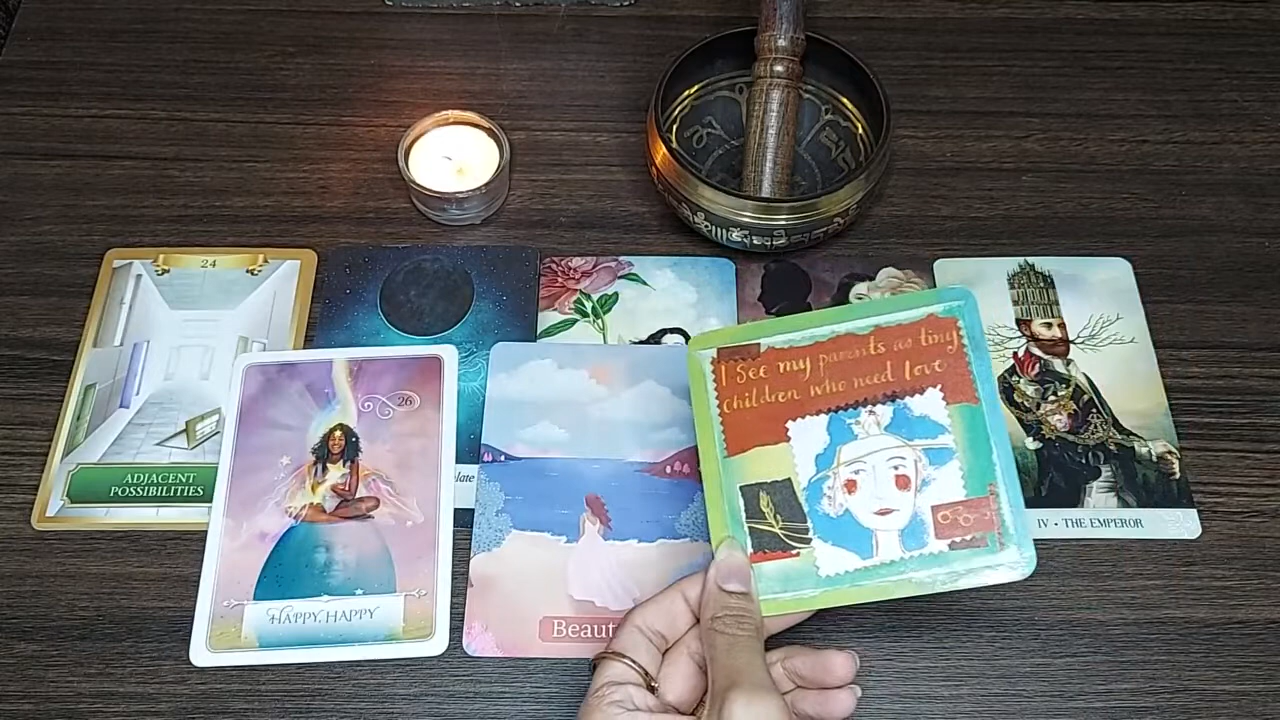 24
ADJACENT
POSSIBILITIES
26
HAPPY, HAPPY
I see my parents as tiny
children who need love
IV • THE EMPEROR